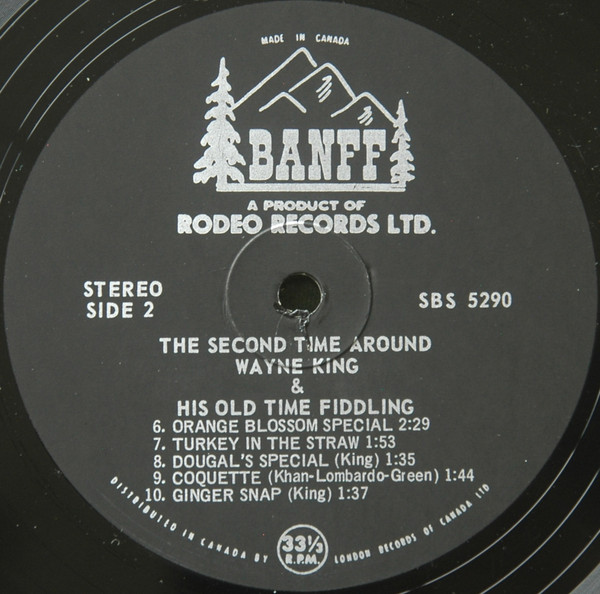 MADE IN CANADA
BANFF
A PRODUCT OF
RODEO RECORDS LTD.
STEREO
SIDE 2
SBS 5290
THE SECOND TIME AROUND
WAYNE KING
&
HIS OLD TIME FIDDLING
6. ORANGE BLOSSOM SPECIAL 2:29
7. TURKEY IN THE STRAW 1:53
8. DOUGAL'S SPECIAL (King) 1:35
9. COQUETTE (Khan-Lombardo-Green) 1:44
10. GINGER SNAP (King) 1:37
DISTRIBUTED IN CANADA BY LONDON RECORDS OF CANADA LTD
33⅓
R.P.M.